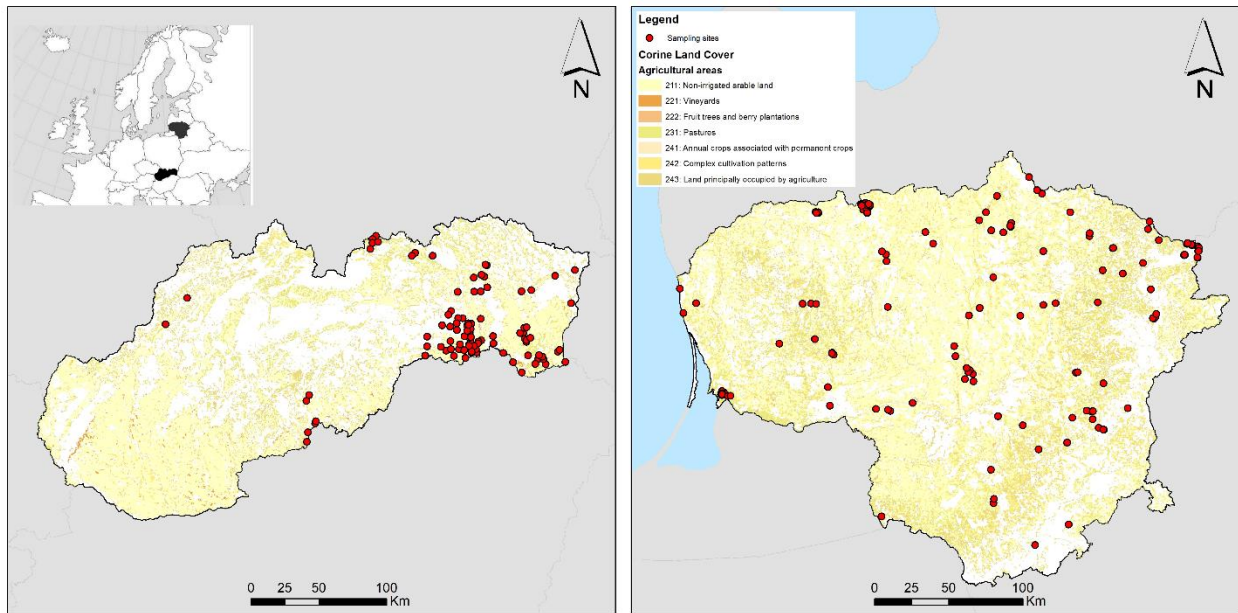 N
0 25 50 100
Km
Legend
Sampling sites
Corine Land Cover
Agricultural areas
211: Non-irrigated arable land
221: Vineyards
222: Fruit trees and berry plantations
231: Pastures
241: Annual crops associated with permanent crops
242: Complex cultivation patterns
243: Land principally occupied by agriculture
N
0 25 50 100
Km